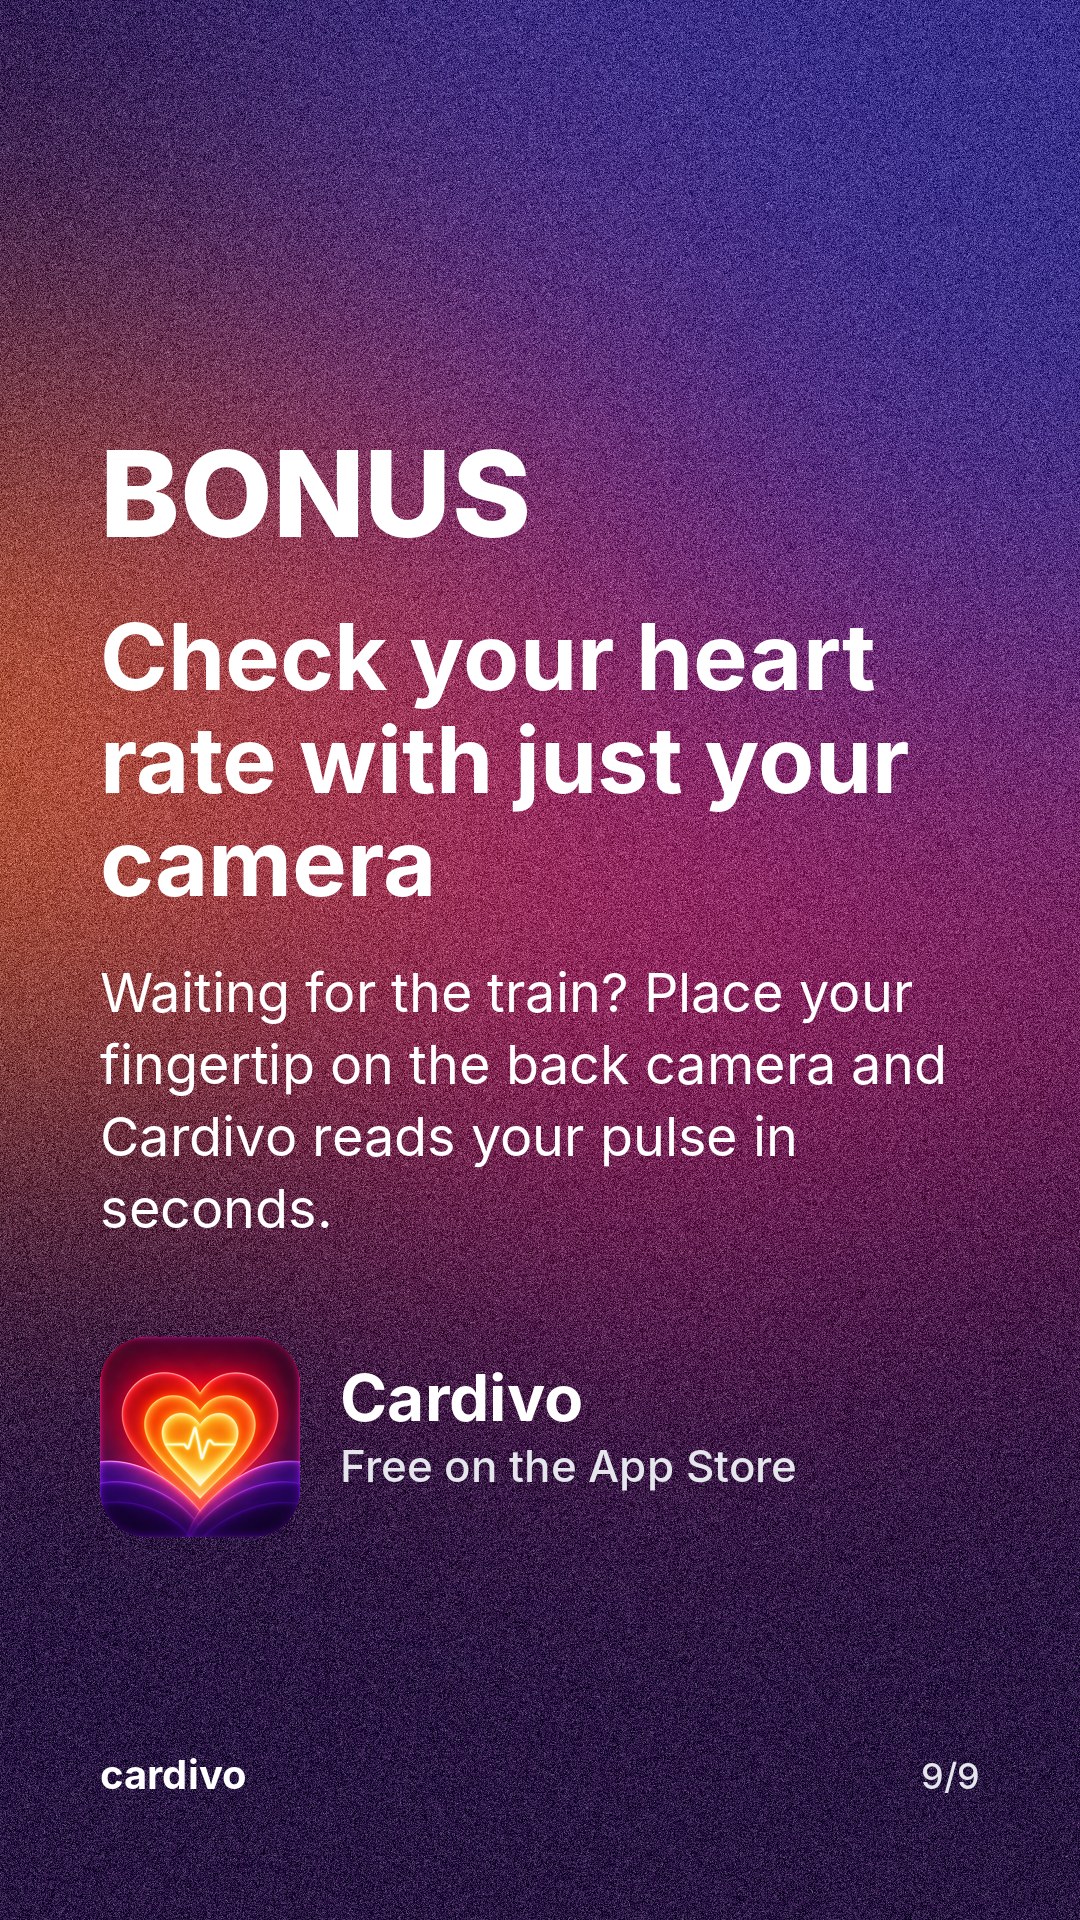 BONUS
Check your heart
rate with just your
camera
Waiting for the train? Place your
fingertip on the back camera and
Cardivo reads your pulse in
seconds.
Cardivo
Free on the App Store
cardivo
9/9